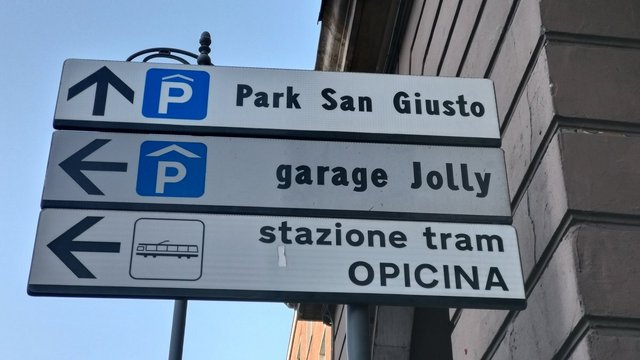 P Park San Giusto
P garage Jolly
stazione tram
OPICINA